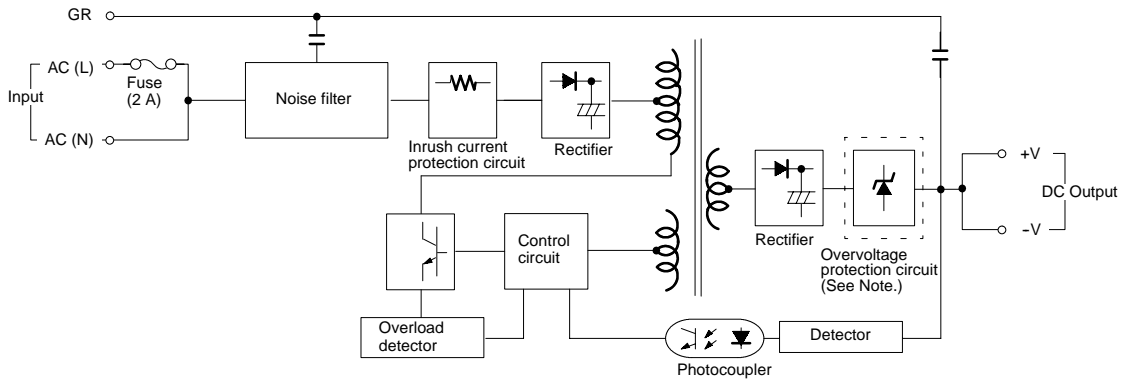 GR
AC (L)
Fuse
(2 A)
Input
AC (N)
Noise filter
Inrush current
protection circuit
Rectifier
Rectifier
Overvoltage
protection circuit
(See Note.)
+V
DC Output
−V
Control
circuit
Overload
detector
Photocoupler
Detector